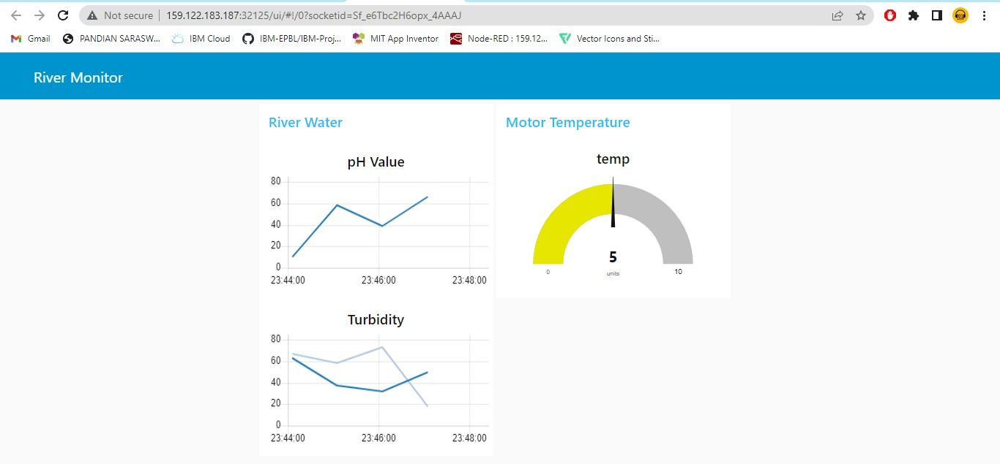 Not secure 159.122.183.187:32125/ui/#!/0?socketid=Sf_e6Tbc2H6opx_4AAAJ
Gmail PANDIAN SARASW... IBM Cloud IBM-EPBL/IBM-Proj... MIT App Inventor Node-RED : 159.12... Vector Icons and Sti...
River Monitor
River Water
pH Value
80
60
40
20
0
23:44:00 23:46:00 23:48:00
Turbidity
80
60
40
20
0
23:44:00 23:46:00 23:48:00
Motor Temperature
temp
5
0 units 10